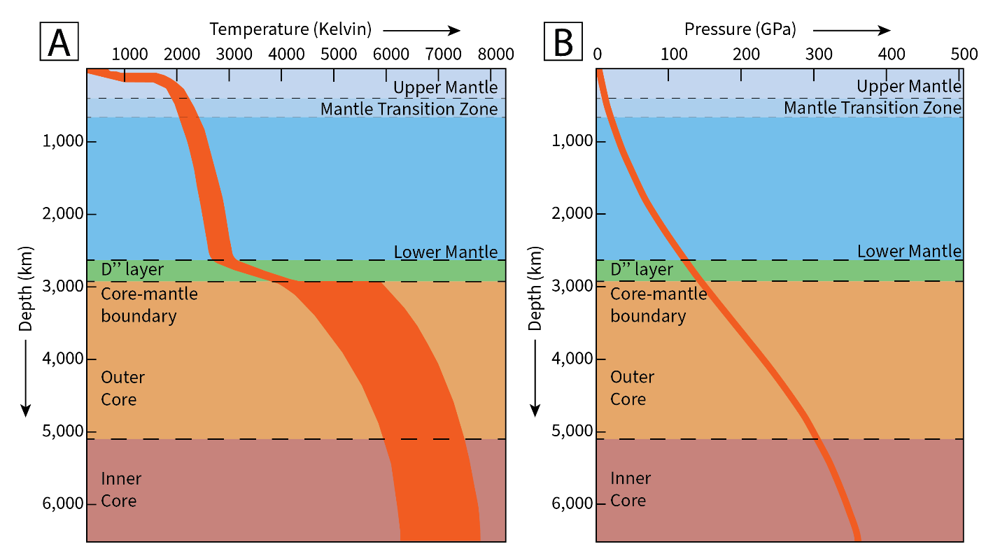 A
Temperature (Kelvin)
1000 2000 3000 4000 5000 6000 7000 8000
Upper Mantle
Mantle Transition Zone
1,000
2,000
Lower Mantle
D’’ layer
3,000
Core-mantle
boundary
Depth (km)
4,000
Outer
Core
5,000
Inner
Core
6,000
B
Pressure (GPa)
0 100 200 300 400 500
Upper Mantle
Mantle Transition Zone
1,000
2,000
Lower Mantle
D’’ layer
3,000
Core-mantle
boundary
Depth (km)
4,000
Outer
Core
5,000
Inner
Core
6,000